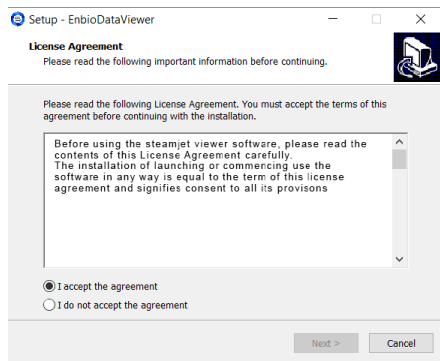 Setup - EnbioDataViewer
License Agreement
Please read the following important information before continuing.
Please read the following License Agreement. You must accept the terms of this
agreement before continuing with the installation.
Before using the steamjet viewer software, please read the
contents of this License Agreement carefully.
The installation of launching or commencing use the
software in any way is equal to the term of this license
agreement and signifies consent to all its provisons
I accept the agreement
I do not accept the agreement
Next >
Cancel